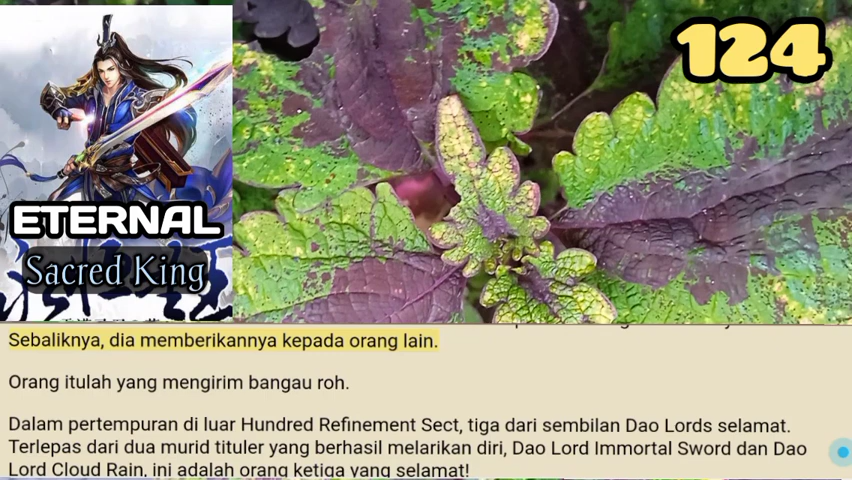 124
ETERNAL
Sacred King
Sebaliknya, dia memberikannya kepada orang lain.
Orang itulah yang mengirim bangau roh.
Dalam pertempuran di luar Hundred Refinement Sect, tiga dari sembilan Dao Lords selamat.
Terlepas dari dua murid tituler yang berhasil melarikan diri, Dao Lord Immortal Sword dan Dao
Lord Cloud Rain, ini adalah orang ketiga yang selamat!